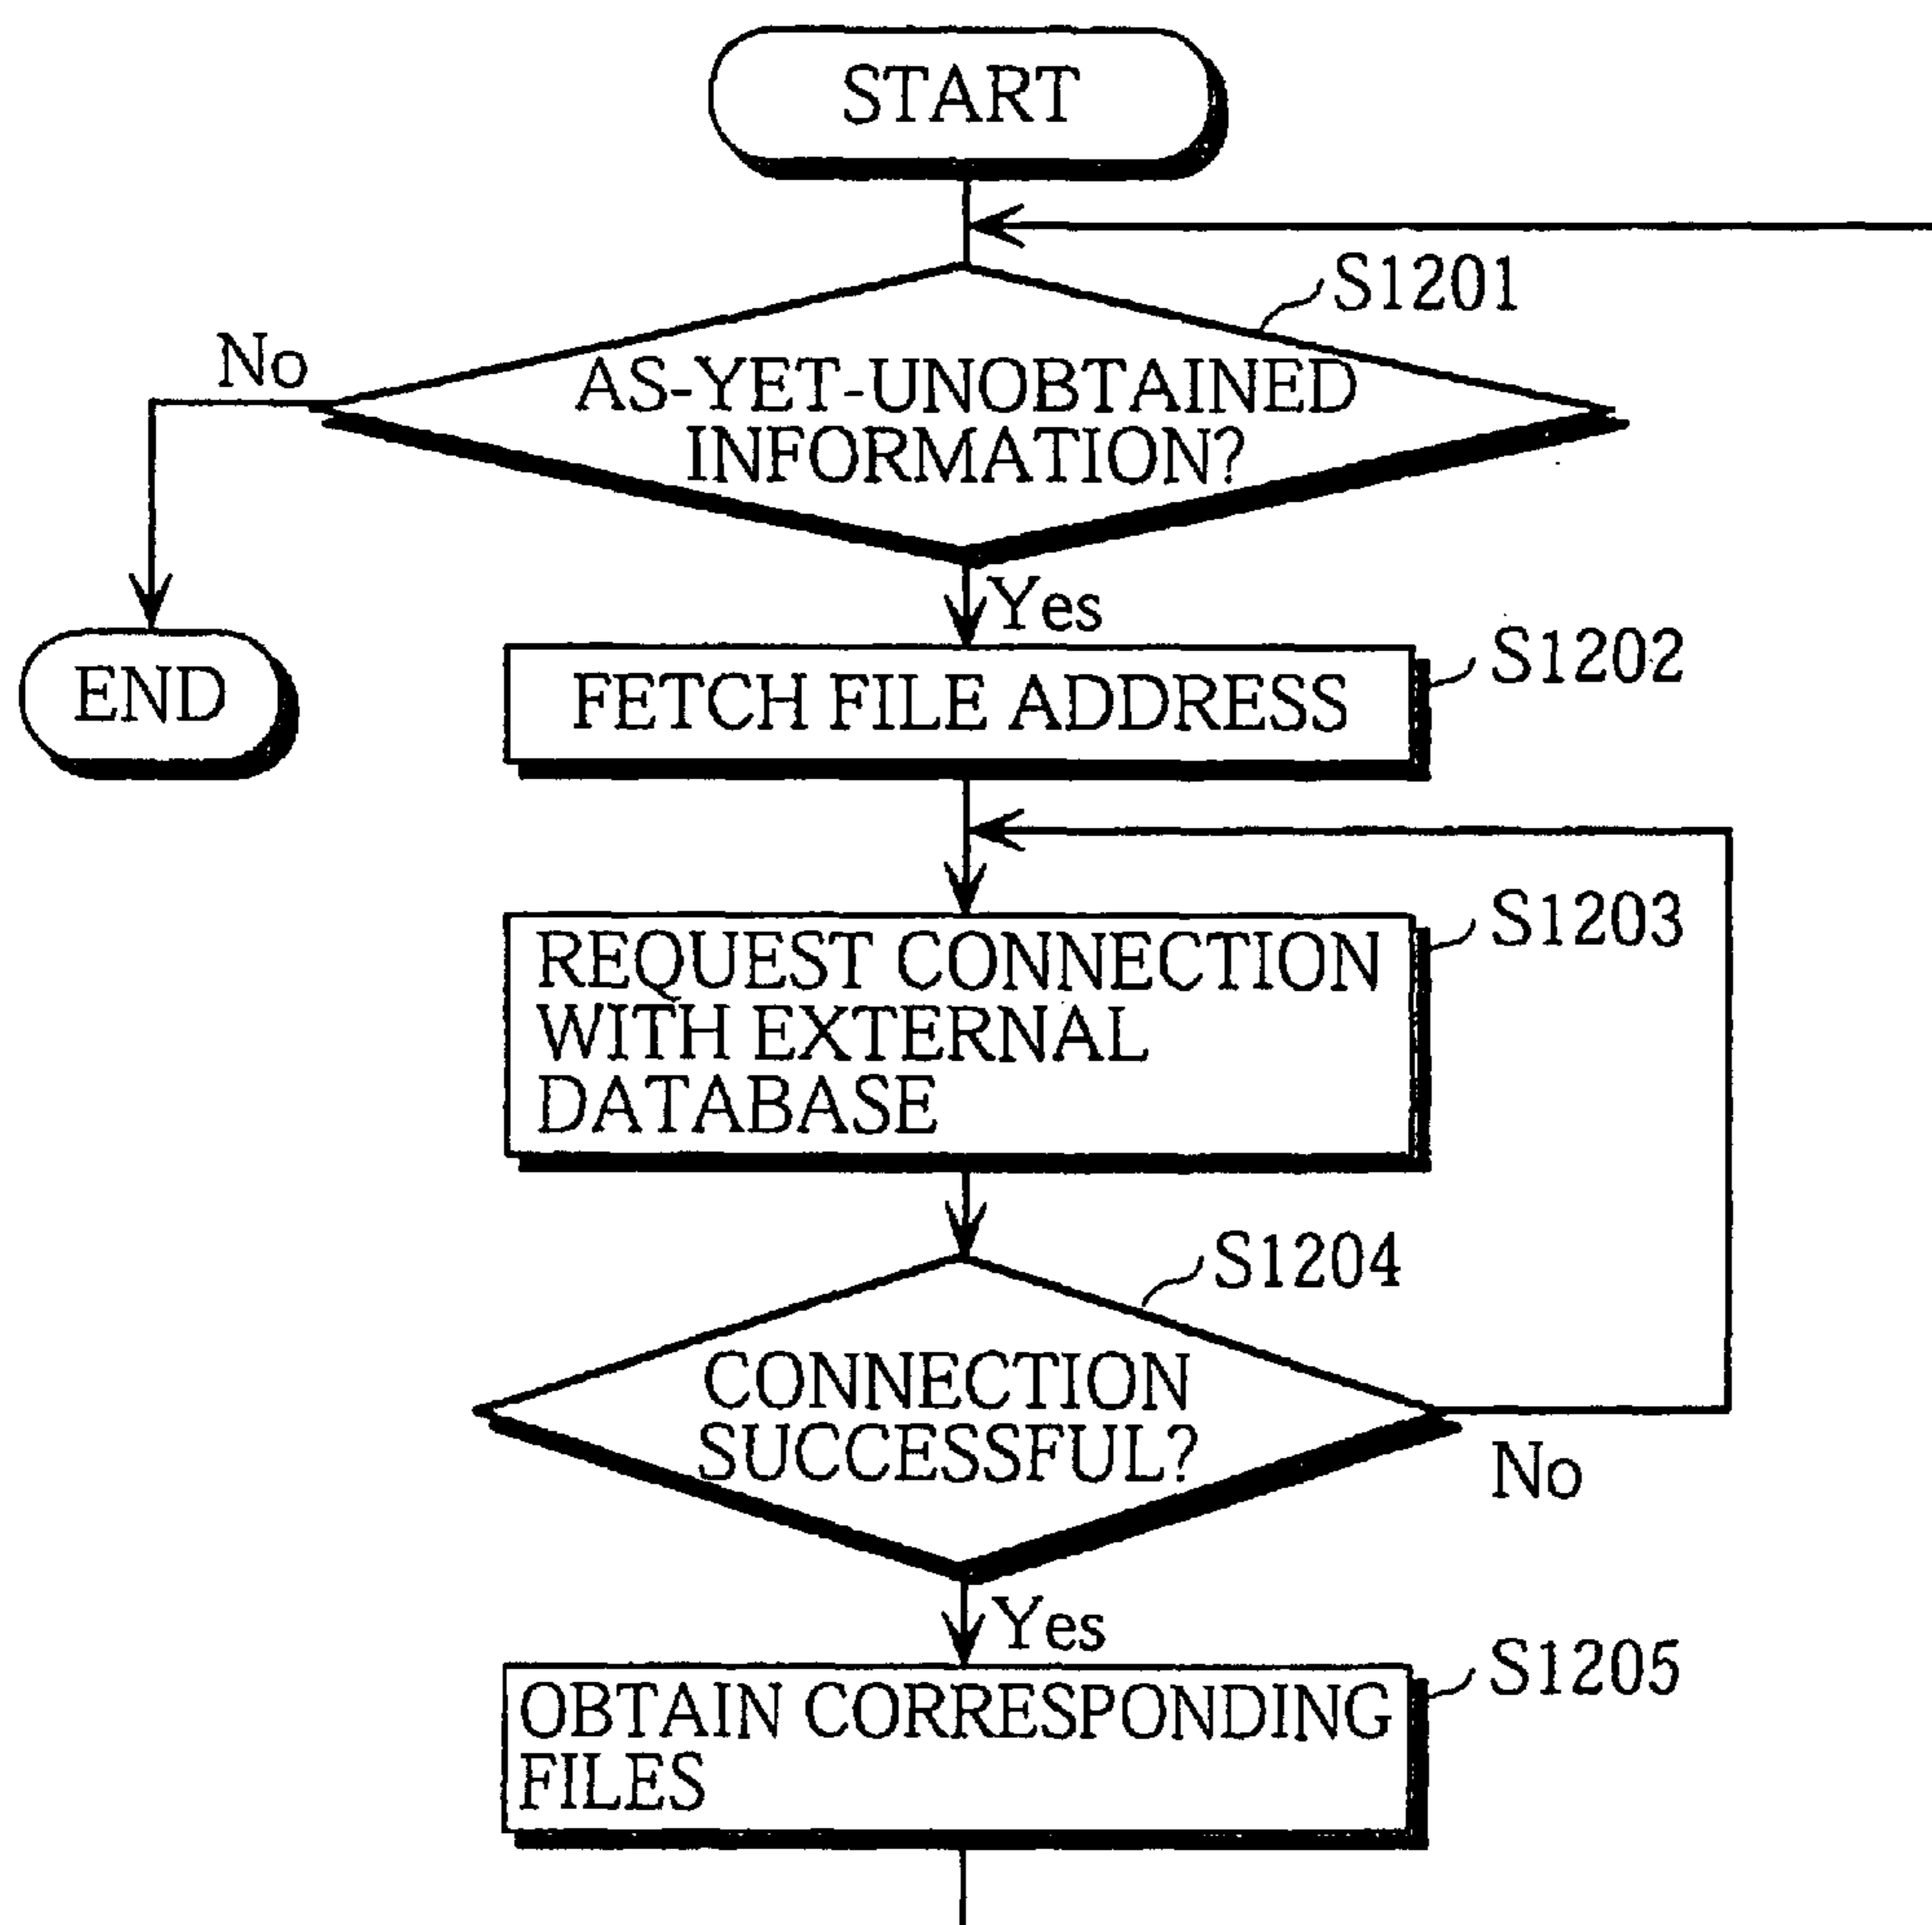 START
S1201
No
AS-YET-UNOBTAINED
INFORMATION?
Yes
S1202
END
FETCH FILE ADDRESS
S1203
REQUEST CONNECTION
WITH EXTERNAL
DATABASE
S1204
CONNECTION
SUCCESSFUL?
No
Yes
S1205
OBTAIN CORRESPONDING
FILES